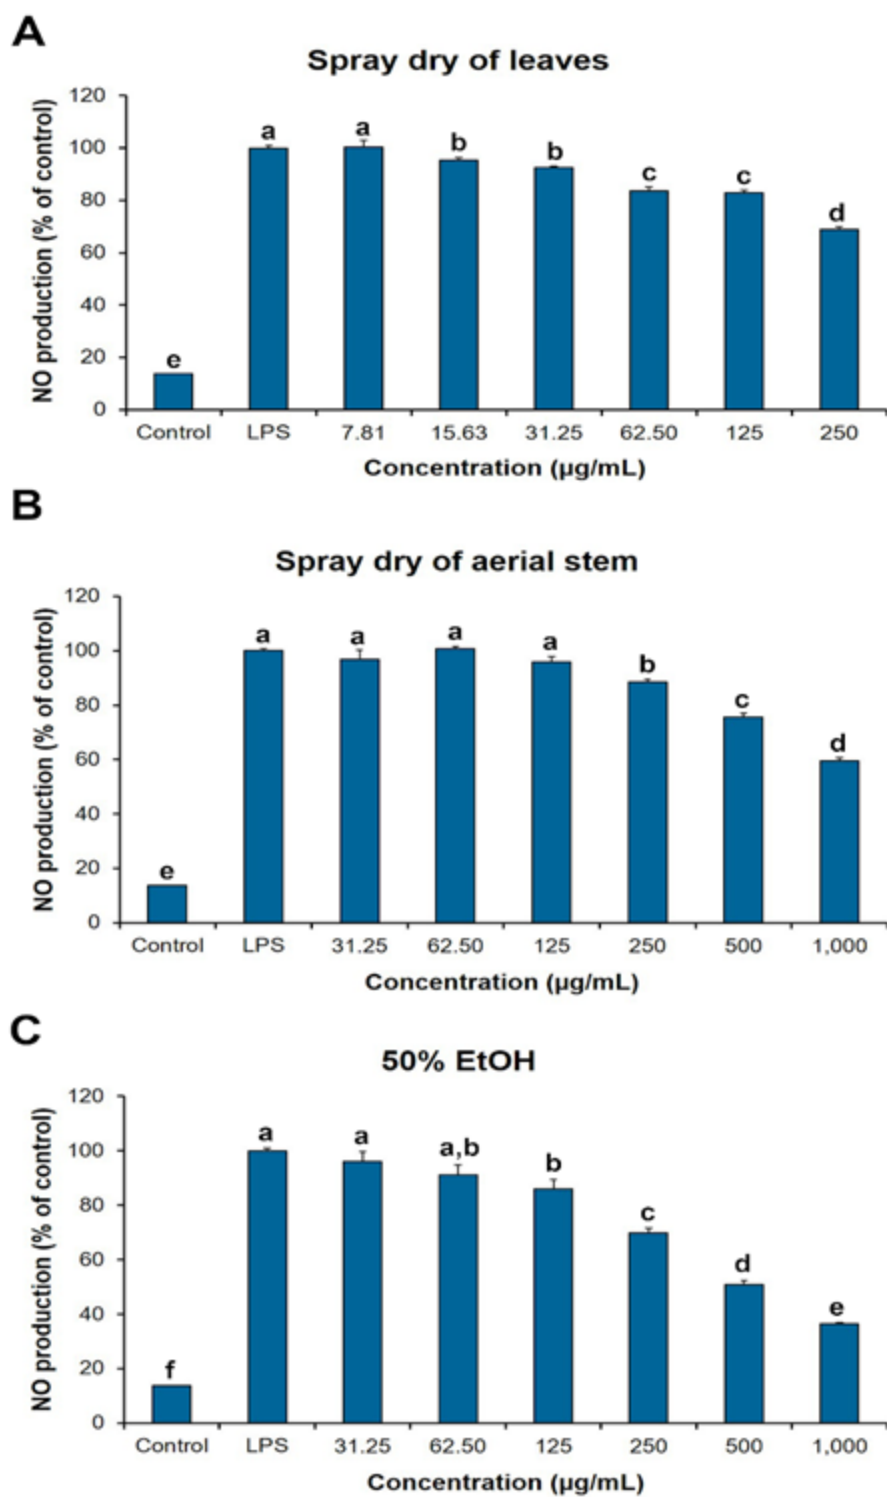 A
Spray dry of leaves
NO production (% of control)
120
100
80
60
40
20
0
a
a
b
b
c
c
d
e
Control LPS 7.81 15.63 31.25 62.50 125 250
Concentration (µg/mL)
B
Spray dry of aerial stem
NO production (% of control)
120
100
80
60
40
20
0
a
a
a
a
b
c
d
e
Control LPS 31.25 62.50 125 250 500 1,000
Concentration (µg/mL)
C
50% EtOH
NO production (% of control)
120
100
80
60
40
20
0
a
a
a,b
b
c
d
e
f
Control LPS 31.25 62.50 125 250 500 1,000
Concentration (µg/mL)